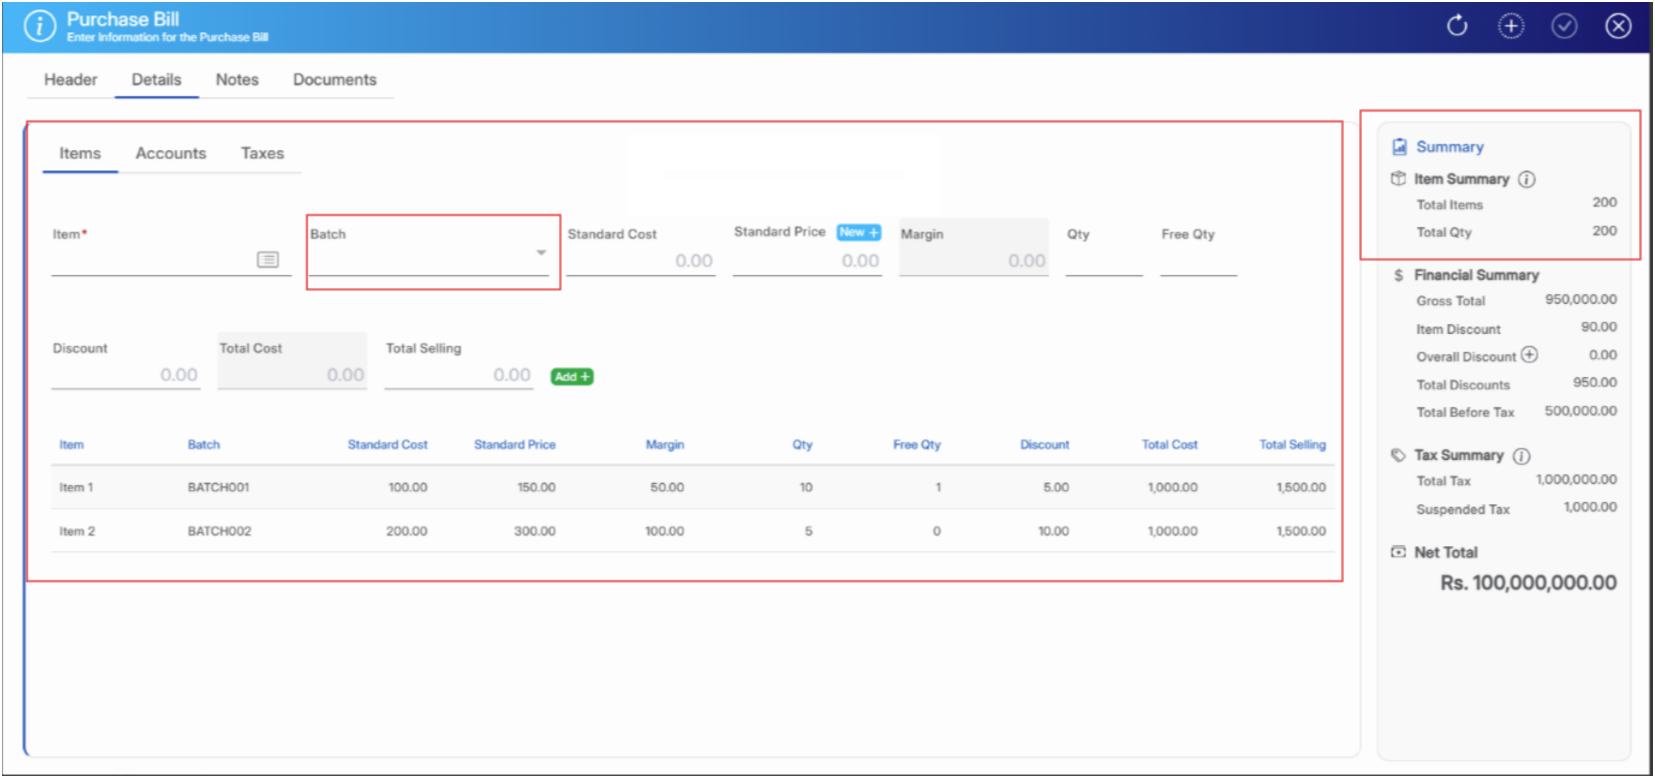 Purchase Bill
Enter Information for the Purchase Bill
Header Details Notes Documents
Items Accounts Taxes
Item* Batch Standard Cost Standard Price New + Margin Qty Free Qty
0.00 0.00 0.00
Discount Total Cost Total Selling
0.00 0.00 0.00 Add +
Item Batch Standard Cost Standard Price Margin Qty Free Qty Discount Total Cost Total Selling
Item 1 BATCH001 100.00 150.00 50.00 10 1 5.00 1,000.00 1,500.00
Item 2 BATCH002 200.00 300.00 100.00 5 0 10.00 1,000.00 1,500.00
Summary
Item Summary
Total Items 200
Total Qty 200
$ Financial Summary
Gross Total 950,000.00
Item Discount 90.00
Overall Discount 0.00
Total Discounts 950.00
Total Before Tax 500,000.00
Tax Summary
Total Tax 1,000,000.00
Suspended Tax 1,000.00
Net Total
Rs. 100,000,000.00